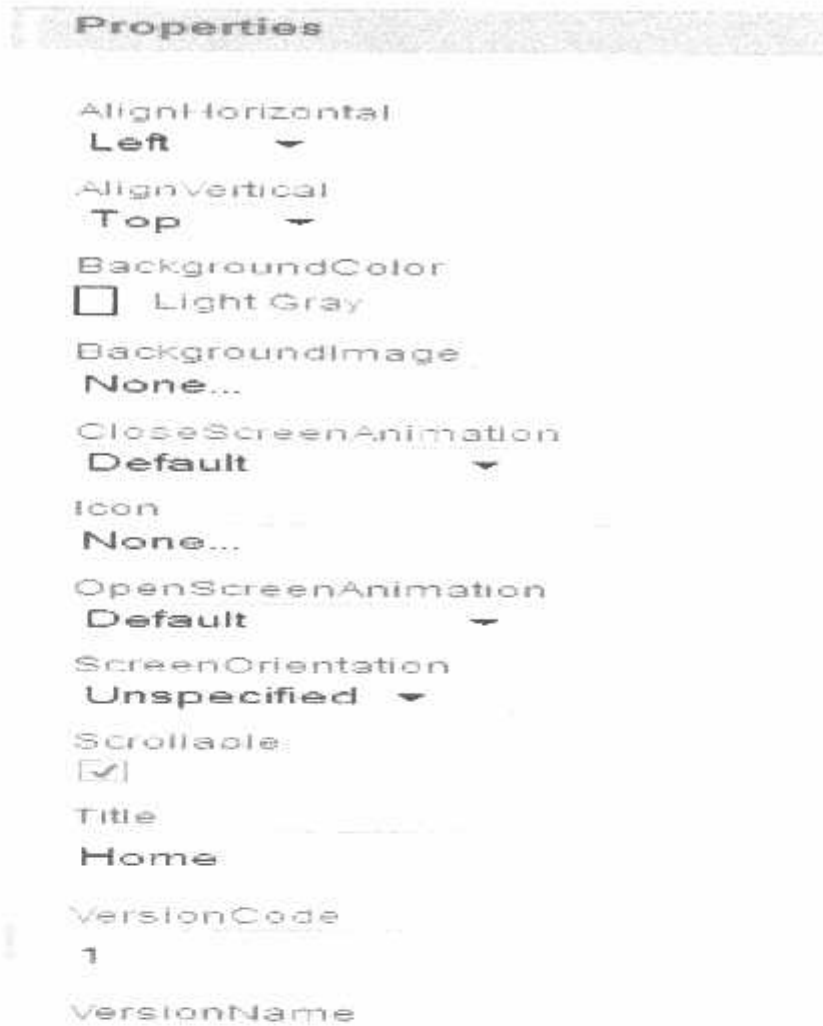 Properties
AlignHorizontal
Left
AlignVertical
Top
BackgroundColor
Light Gray
BackgroundImage
None...
CloseScreenAnimation
Default
Icon
None...
OpenScreenAnimation
Default
ScreenOrientation
Unspecified
Scrollable
Title
Home
VersionCode
1
VersionName